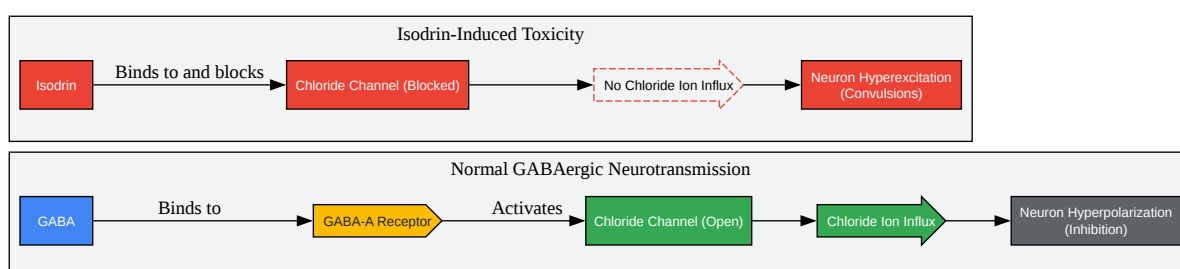 Isodrin-Induced Toxicity
Isodrin
Binds to and blocks
Chloride Channel (Blocked)
No Chloride Ion Influx
Neuron Hyperexcitation
(Convulsions)
Normal GABAergic Neurotransmission
GABA
Binds to
GABA-A Receptor
Activates
Chloride Channel (Open)
Chloride Ion Influx
Neuron Hyperpolarization
(Inhibition)